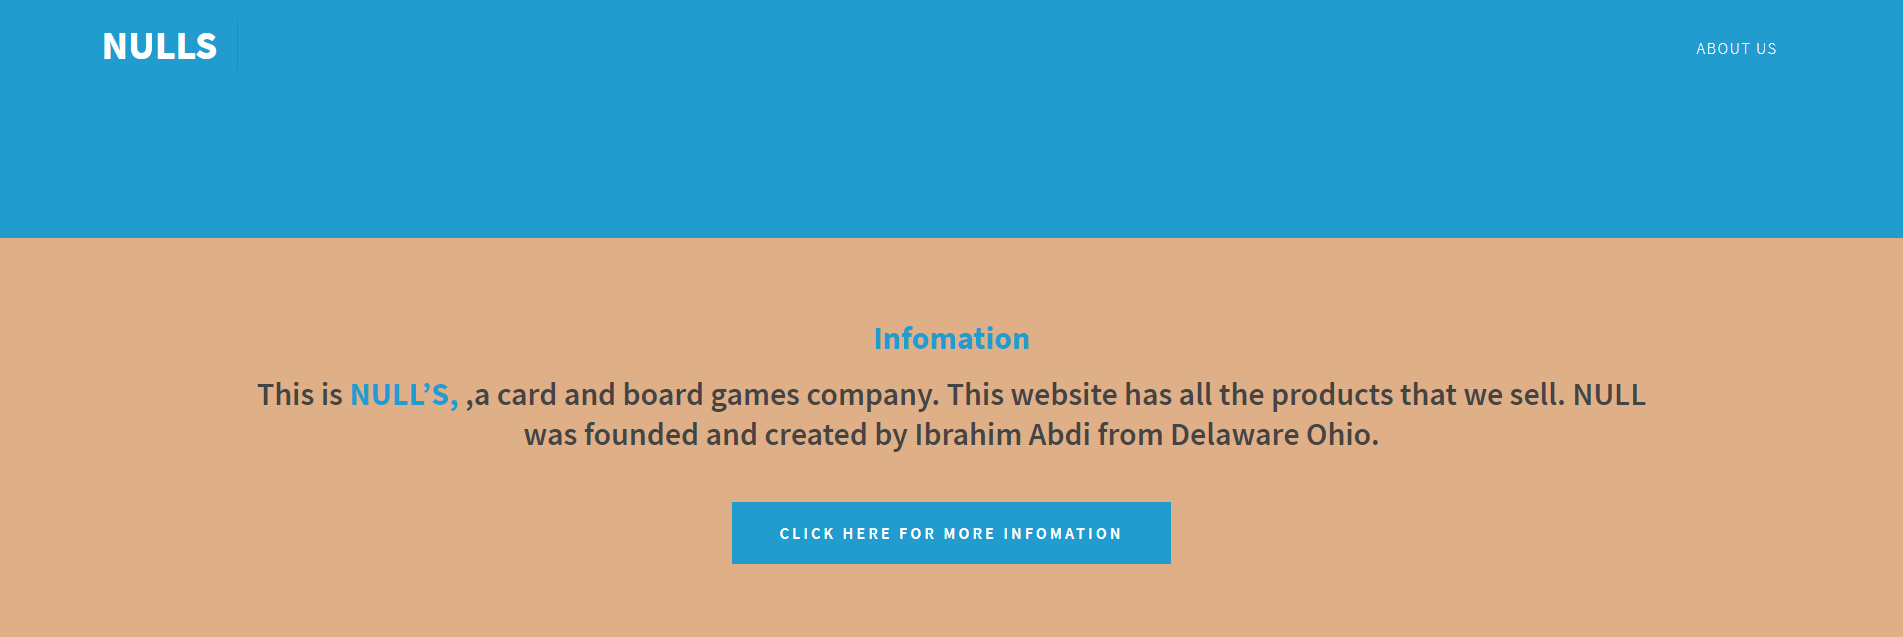 NULLS
ABOUT US
Infomation
This is NULL’S, ,a card and board games company. This website has all the products that we sell. NULL
was founded and created by Ibrahim Abdi from Delaware Ohio.
CLICK HERE FOR MORE INFOMATION